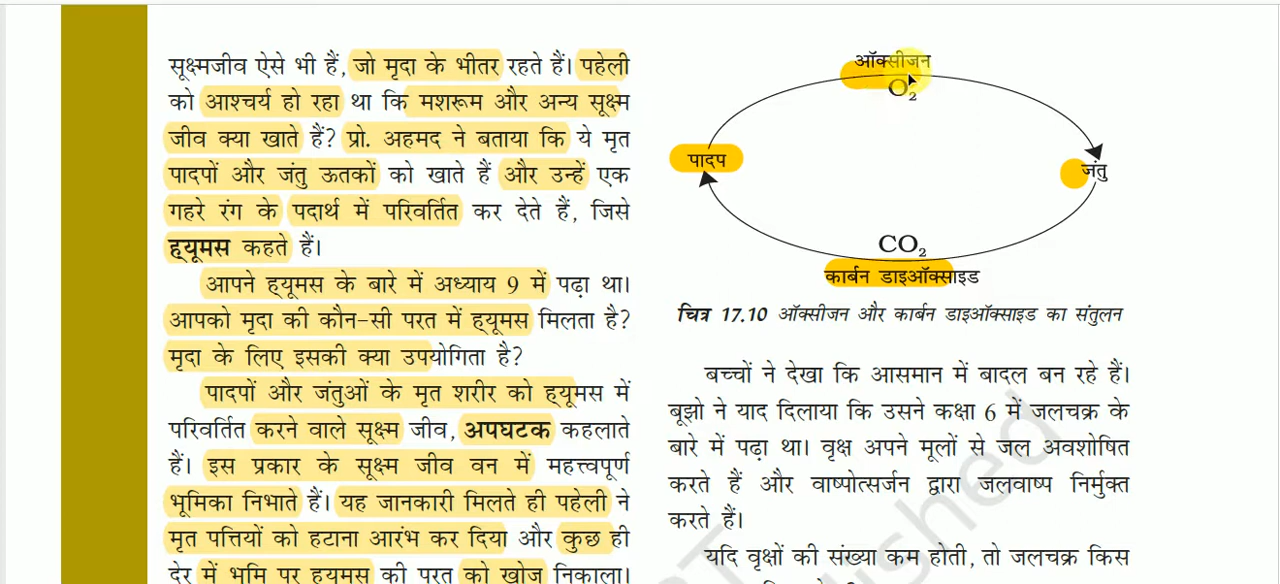 सूक्ष्मजीव ऐसे भी हैं, जो मृदा के भीतर रहते हैं। पहेली
को आश्चर्य हो रहा था कि मशरूम और अन्य सूक्ष्म
जीव क्या खाते हैं? प्रो. अहमद ने बताया कि ये मृत
पादपों और जंतु ऊतकों को खाते हैं और उन्हें एक
गहरे रंग के पदार्थ में परिवर्तित कर देते हैं, जिसे
ह्यूमस कहते हैं।
आपने ह्यूमस के बारे में अध्याय 9 में पढ़ा था।
आपको मृदा की कौन-सी परत में ह्यूमस मिलता है?
मृदा के लिए इसकी क्या उपयोगिता है?
पादपों और जंतुओं के मृत शरीर को ह्यूमस में
परिवर्तित करने वाले सूक्ष्म जीव, अपघटक कहलाते
हैं। इस प्रकार के सूक्ष्म जीव वन में महत्त्वपूर्ण
भूमिका निभाते हैं। यह जानकारी मिलते ही पहेली ने
मृत पत्तियों को हटाना आरंभ कर दिया और कुछ ही
देर में भूमि पर ह्यूमस की परत को खोज निकाला।
ऑक्सीजन
O₂
पादप
जंतु
CO₂
कार्बन डाइऑक्साइड
चित्र 17.10 ऑक्सीजन और कार्बन डाइऑक्साइड का संतुलन
बच्चों ने देखा कि आसमान में बादल बन रहे हैं।
बूझो ने याद दिलाया कि उसने कक्षा 6 में जलचक्र के
बारे में पढ़ा था। वृक्ष अपने मूलों से जल अवशोषित
करते हैं और वाष्पोत्सर्जन द्वारा जलवाष्प निर्मुक्त
करते हैं।
यदि वृक्षों की संख्या कम होती, तो जलचक्र किस